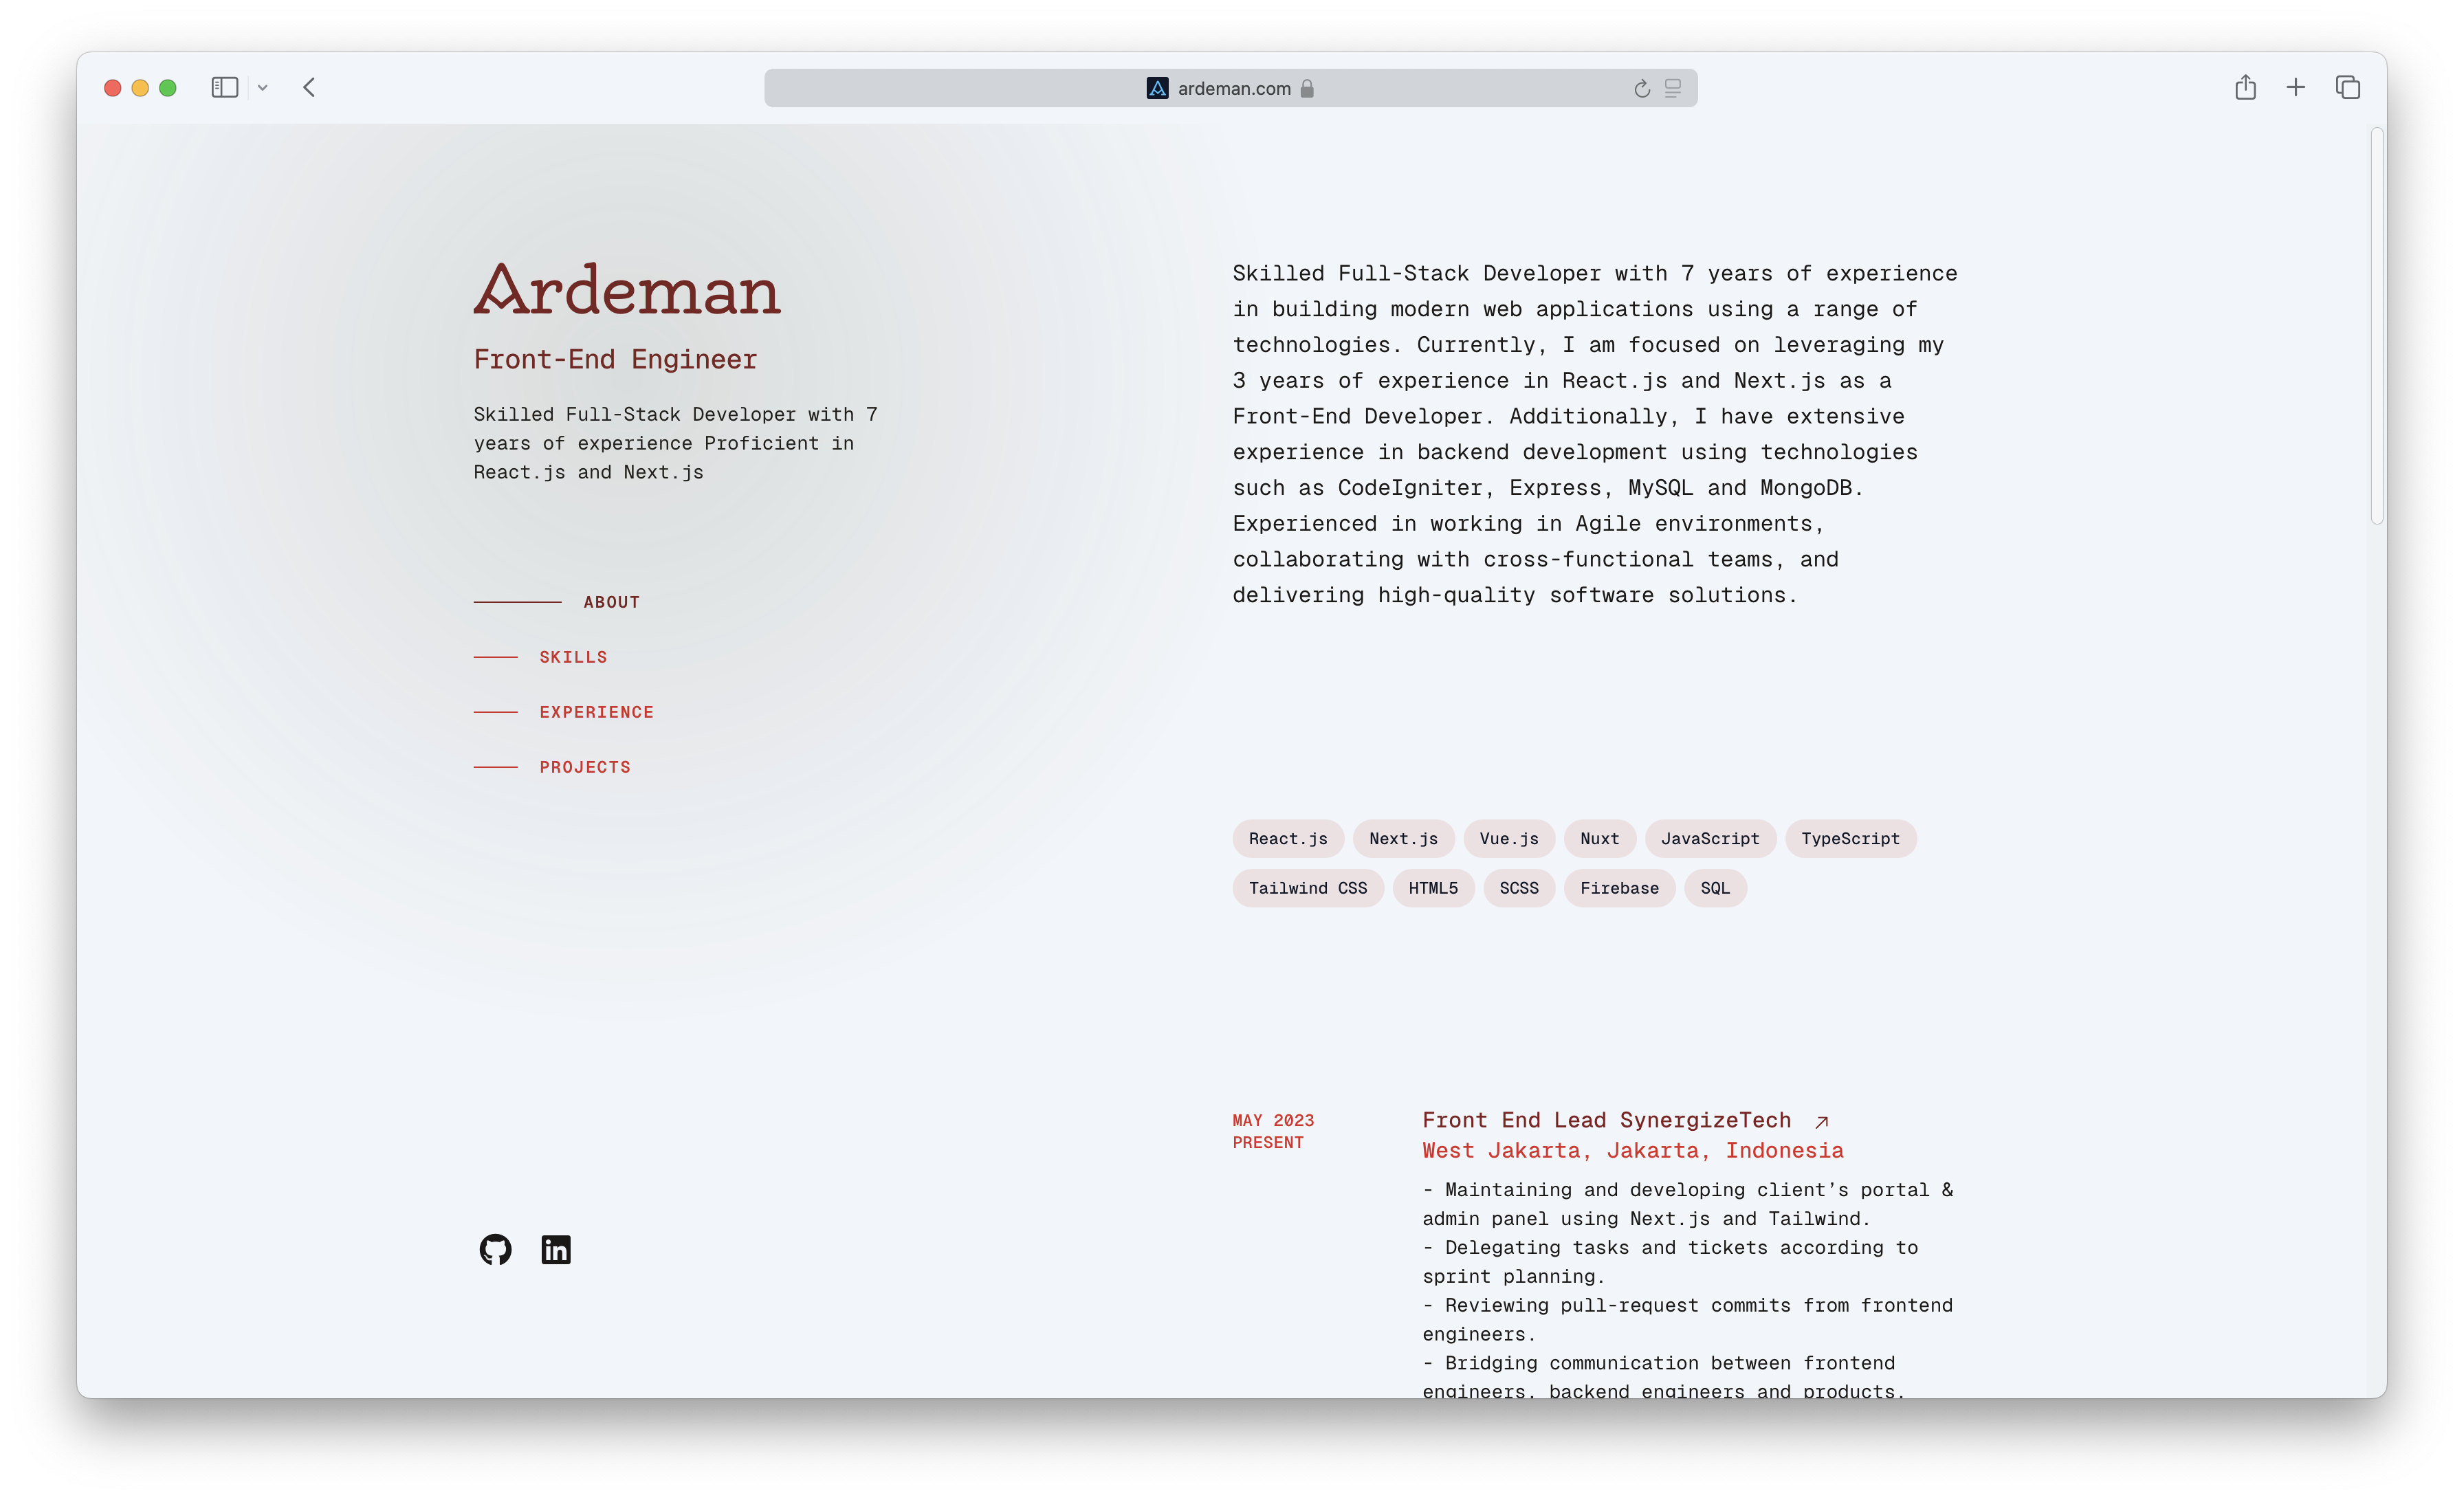 ardeman.com
Ardeman
Front-End Engineer
Skilled Full-Stack Developer with 7
years of experience Proficient in
React.js and Next.js
ABOUT
SKILLS
EXPERIENCE
PROJECTS
Skilled Full-Stack Developer with 7 years of experience
in building modern web applications using a range of
technologies. Currently, I am focused on leveraging my
3 years of experience in React.js and Next.js as a
Front-End Developer. Additionally, I have extensive
experience in backend development using technologies
such as CodeIgniter, Express, MySQL and MongoDB.
Experienced in working in Agile environments,
collaborating with cross-functional teams, and
delivering high-quality software solutions.
React.js Next.js Vue.js Nuxt JavaScript TypeScript
Tailwind CSS HTML5 SCSS Firebase SQL
MAY 2023
PRESENT
Front End Lead SynergizeTech
West Jakarta, Jakarta, Indonesia
- Maintaining and developing client’s portal &
admin panel using Next.js and Tailwind.
- Delegating tasks and tickets according to
sprint planning.
- Reviewing pull-request commits from frontend
engineers.
- Bridging communication between frontend
engineers, backend engineers and products.
in